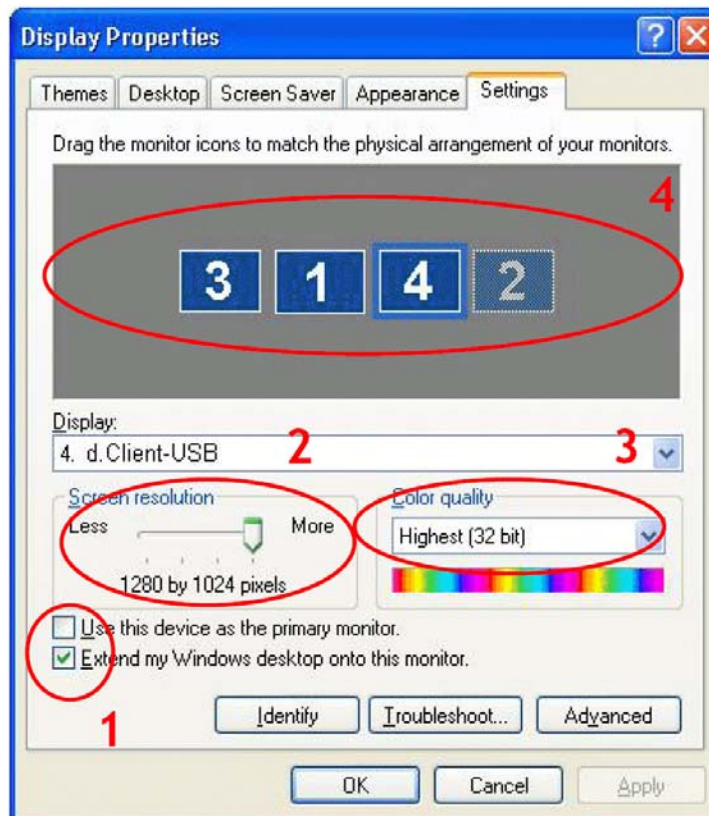 Display Properties
Themes Desktop Screen Saver Appearance Settings
Drag the monitor icons to match the physical arrangement of your monitors.
4
3 1 4 2
Display:
2 3
4. d.Client-USB
Screen resolution
Less More
1280 by 1024 pixels
Color quality
Highest (32 bit)
Use this device as the primary monitor.
Extend my Windows desktop onto this monitor.
1
Identify Troubleshoot... Advanced
OK Cancel Apply